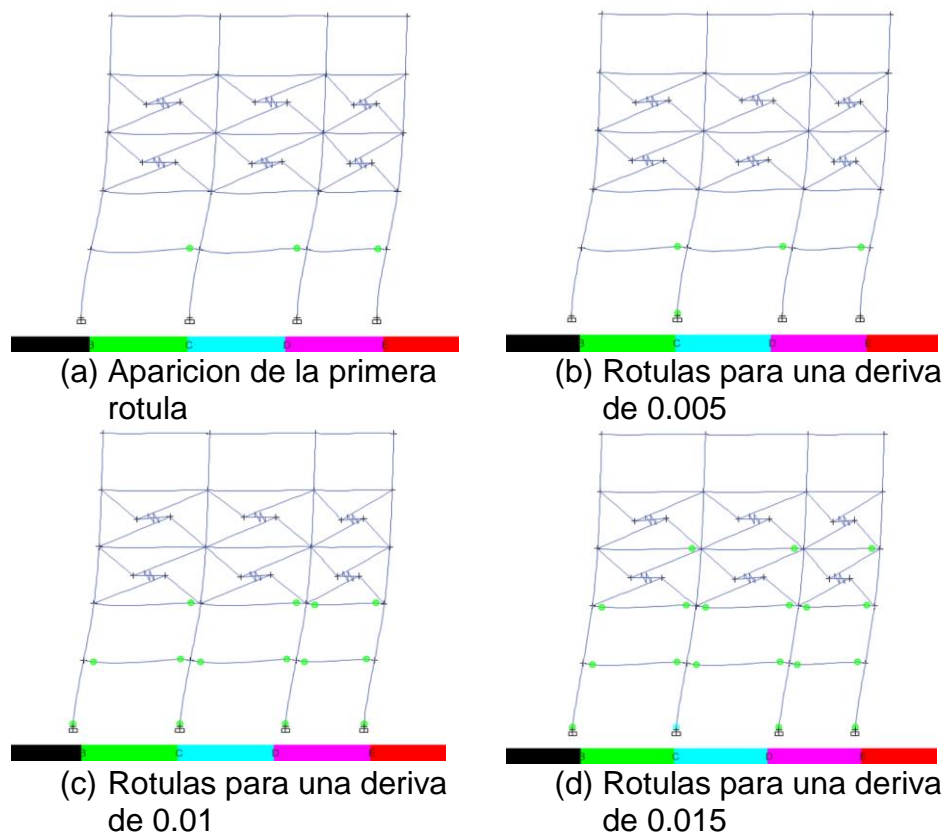 B C D E
B C D E
(a) Aparicion de la primera
rotula
(b) Rotulas para una deriva
de 0.005
B C D E
B C D E
(c) Rotulas para una deriva
de 0.01
(d) Rotulas para una deriva
de 0.015